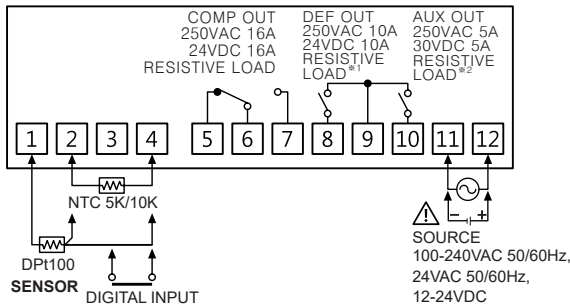 COMP OUT
250VAC 16A
24VDC 16A
RESISTIVE LOAD
DEF OUT
250VAC 10A
24VDC 10A
RESISTIVE
LOAD※1
AUX OUT
250VAC 5A
30VDC 5A
RESISTIVE
LOAD※2
1 2 3 4 5 6 7 8 9 10 11 12
NTC 5K/10K
DPt100
SENSOR
DIGITAL INPUT
− +
SOURCE
100-240VAC 50/60Hz,
24VAC 50/60Hz,
12-24VDC